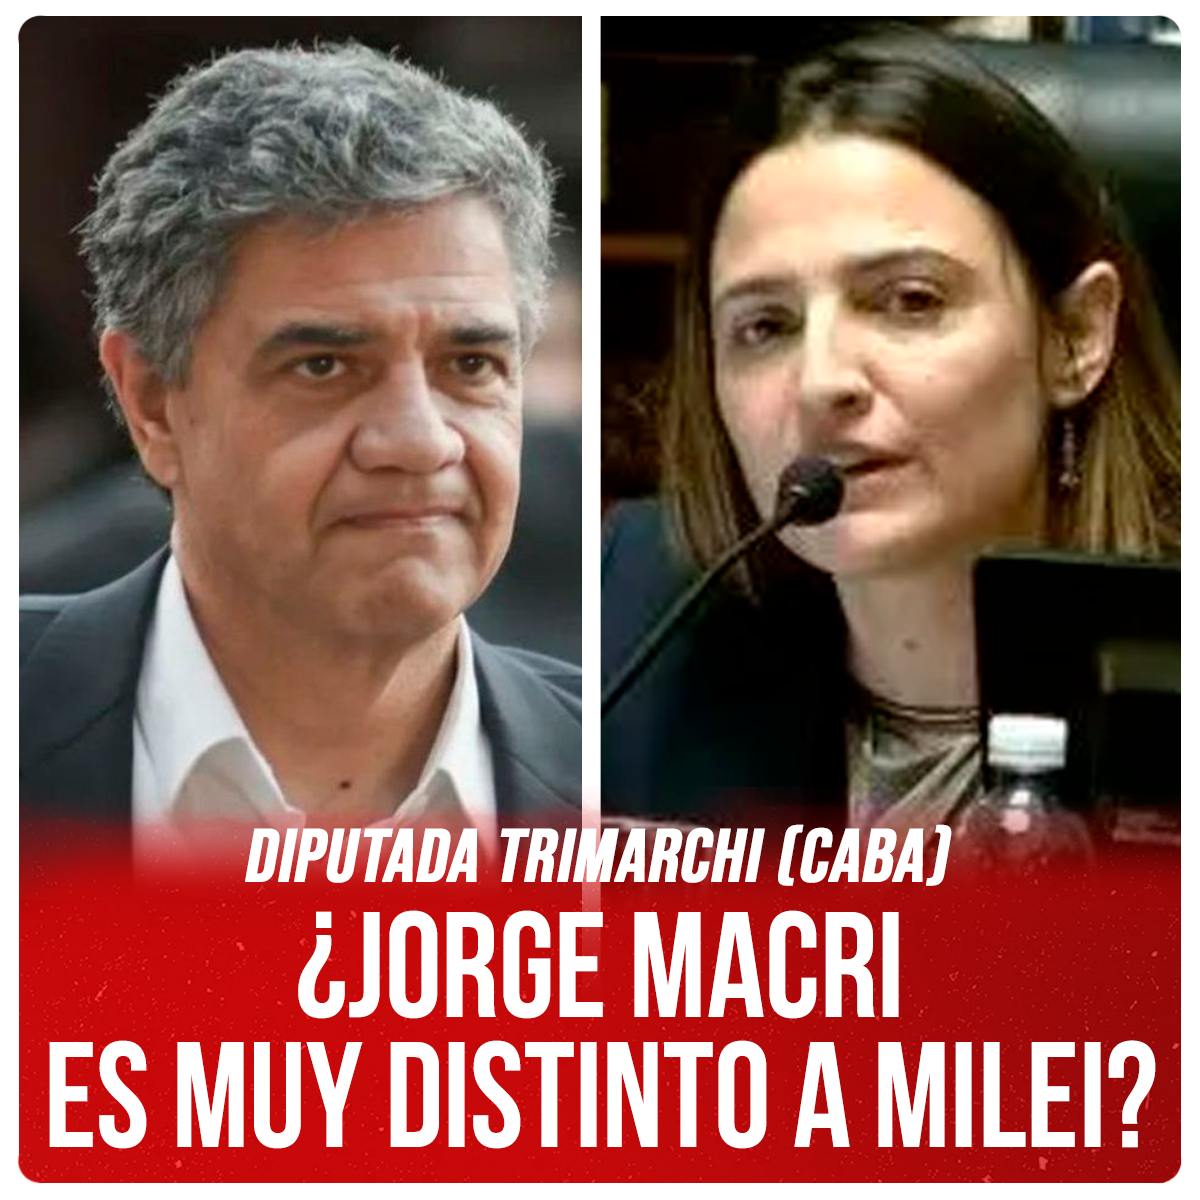 DIPUTADA TRIMARCHI (CABA)
¿JORGE MACRI
ES MUY DISTINTO A MILEI?